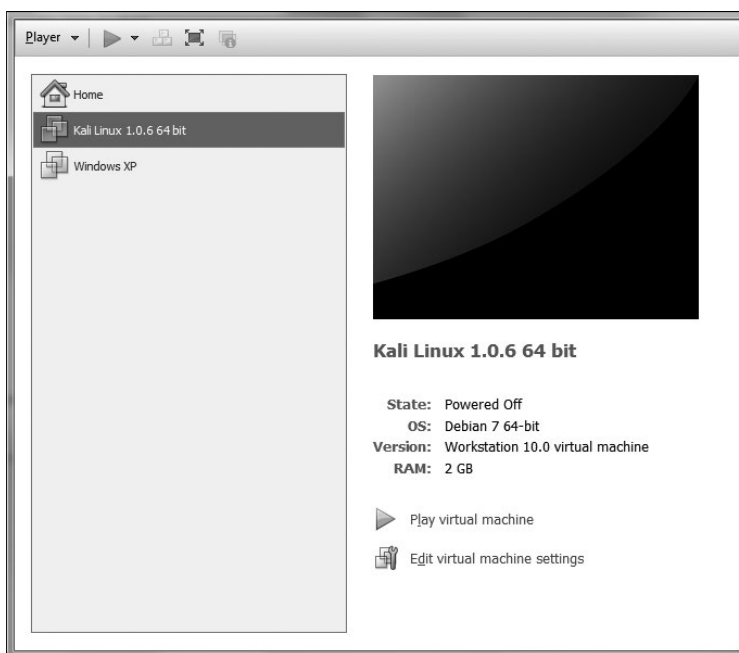 Player
Home
Kali Linux 1.0.6 64 bit
Windows XP
Kali Linux 1.0.6 64 bit
State: Powered Off
OS: Debian 7 64-bit
Version: Workstation 10.0 virtual machine
RAM: 2 GB
Play virtual machine
Edit virtual machine settings